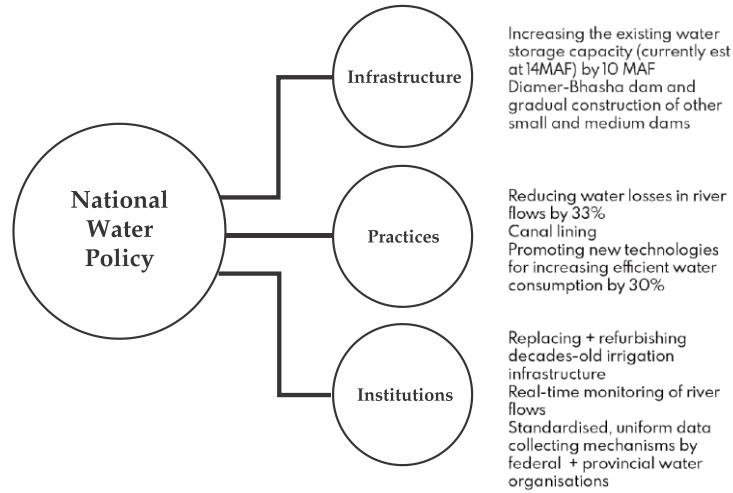 National
Water
Policy
Infrastructure
Increasing the existing water
storage capacity (currently est
at 14MAF) by 10 MAF
Diamer-Bhasha dam and
gradual construction of other
small and medium dams
Practices
Reducing water losses in river
flows by 33%
Canal lining
Promoting new technologies
for increasing efficient water
consumption by 30%
Institutions
Replacing + refurbishing
decades-old irrigation
infrastructure
Real-time monitoring of river
flows
Standardised, uniform data
collecting mechanisms by
federal + provincial water
organisations